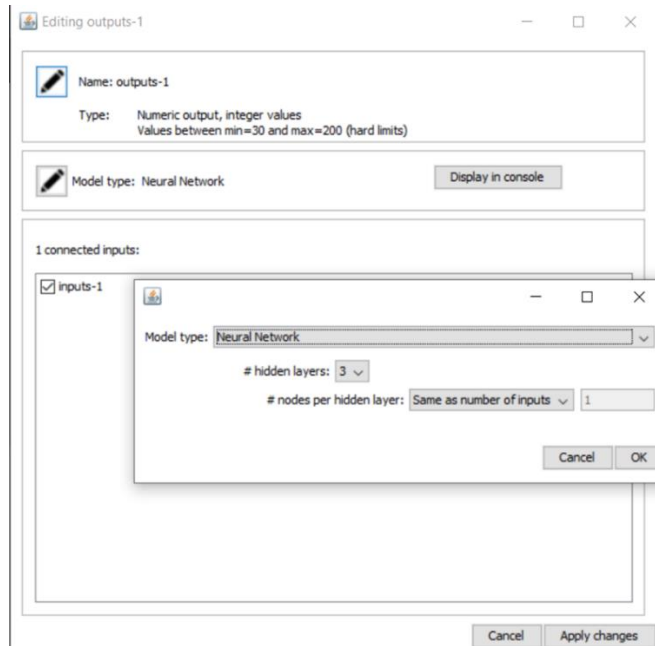 Editing outputs-1
Name: outputs-1
Type: Numeric output, integer values
Values between min=30 and max=200 (hard limits)
Model type: Neural Network
Display in console
1 connected inputs:
inputs-1
Model type: Neural Network
# hidden layers: 3
# nodes per hidden layer: Same as number of inputs 1
Cancel OK
Cancel Apply changes